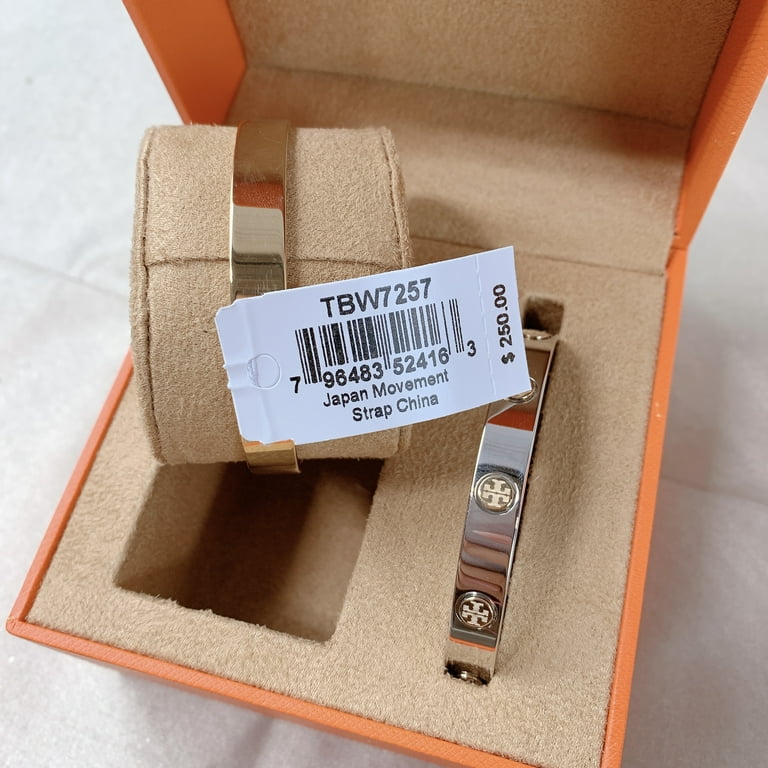 TBW7257
7 96483 52416 3
Japan Movement
Strap China
$ 250.00